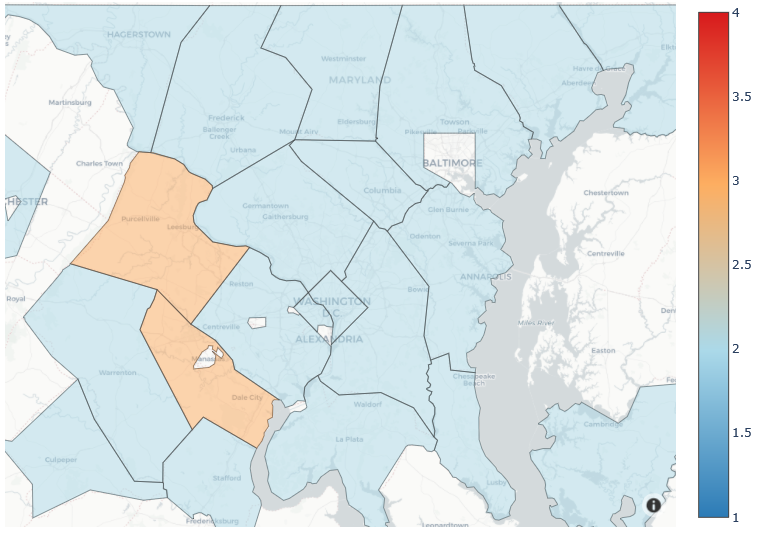 HAGERSTOWN
Westminster
MARYLAND
Havre de Grace
Aberdeen
Martinsburg
Frederick
Ballenger
Creek
Mount Airy
Eldersburg
Towson
Pikesville
Parkville
Urbana
BALTIMORE
Charles Town
Columbia
Chestertown
HESTER
Purcellville
Leesburg
Germantown
Gaithersburg
Glen Burnie
Odenton
Severna Park
Centreville
Reston
ANNAPOLIS
Bowie
Royal
WASHINGTON
D.C.
Centreville
Miles River
ALEXANDRIA
Easton
Manassas
Warrenton
Chesapeake
Beach
Dale City
Waldorf
Cambridge
La Plata
Culpeper
Stafford
Lusby
Fredericksburg
Leonardtown
4
3.5
3
2.5
2
1.5
1